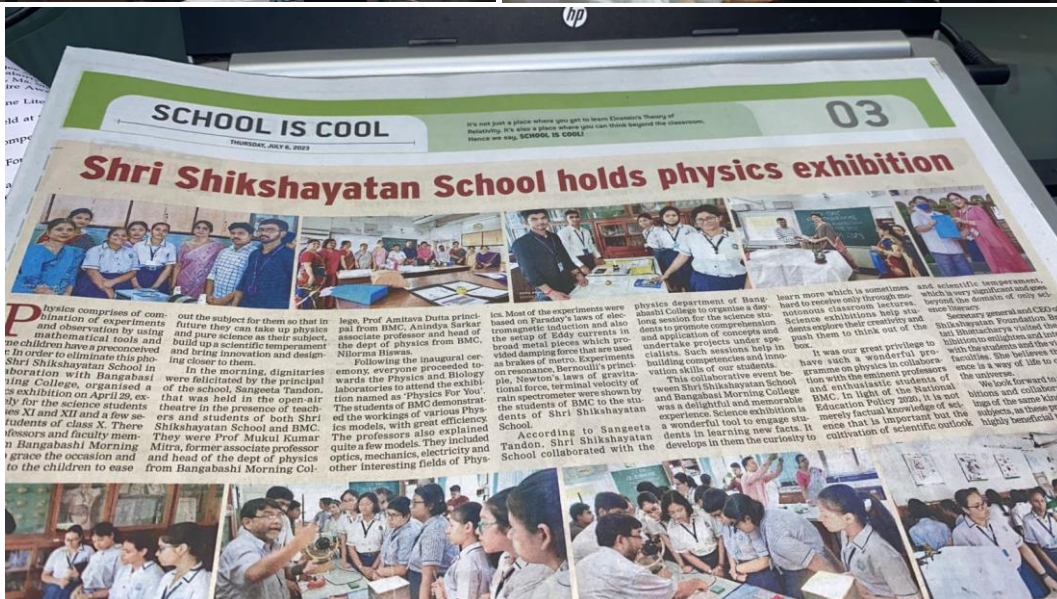 hp
SCHOOL IS COOL
THURSDAY, JULY 6, 2023
It's not just a place where you get to learn Einstein's Theory of
Relativity. It's also a place where you can think beyond the classroom.
Hence we say, SCHOOL IS COOL!
03
Shri Shikshayatan School holds physics exhibition
Physics comprises of com-
bination of experiments
and observation by using
mathematical tools and
me children have a preconceived
In order to eliminate this pho-
Shri Shikshayatan School in
aboration with Bangabasi
ning College, organised a
cs exhibition on April 29, ex-
ly for the science students
es XI and XII and a few se-
tudents of class X. There
fessors and faculty mem-
n Bangabashi Morning
grace the occasion and
to the children to ease
out the subject for them so that in
future they can take up physics
and pure science as their subject,
build up a scientific temperament
and bring innovation and design-
ing closer to them.
In the morning, dignitaries
were felicitated by the principal
of the school, Sangeeta Tandon,
that was held in the open-air
theatre in the presence of teach-
ers and students of both Shri
Shikshayatan School and BMC.
They were Prof Mukul Kumar
Mitra, former associate professor
and head of the dept of physics
from Bangabashi Morning Col-
lege, Prof Amitava Dutta princi-
pal from BMC, Anindya Sarkar
associate professor and head of
the dept of physics from BMC,
Nilorma Biswas.
Following the inaugural cer-
emony, everyone proceeded to-
wards the Physics and Biology
laboratories to attend the exhibi-
tion named as 'Physics For You'.
The students of BMC demonstrat-
ed the workings of various Phys-
ics models, with great efficiency.
The professors also explained
quite a few models. They included
optics, mechanics, electricity and
other interesting fields of Phys-
ics. Most of the experiments were
based on Faraday's laws of elec-
tromagnetic induction and also
the setup of Eddy currents in
broad metal pieces which pro-
vided damping force that are used
as brakes of metro. Experiments
on resonance, Bernoulli's princi-
ple, Newton's laws of gravita-
tional force, terminal velocity of
rain spectrometer were shown by
the students of BMC to the stu-
dents of Shri Shikshayatan
School.
According to Sangeeta
Tandon, Shri Shikshayatan
School collaborated with the
physics department of Bang-
abashi College to organise a day-
long session for the science stu-
dents to promote comprehension
and application of concepts and
undertake projects under spe-
cialists. Such sessions help in
building competencies and inno-
vation skills of our students.
This collaborative event be-
tween Shri Shikshayatan School
and Bangabasi Morning College
was a delightful and memorable
experience. Science exhibition is
a wonderful tool to engage stu-
dents in learning new facts. It
develops in them the curiosity to
learn more which is sometimes
hard to receive only through mo-
notonous classroom lectures.
Science exhibitions help stu-
dents explore their creativity and
push them to think out of the
box.
It was our great privilege to
have such a wonderful pro-
gramme on physics in collabora-
tion with the eminent professors
and enthusiastic students of
BMC. In light of the National
Education Policy 2020, it is not
merely factual knowledge of sci-
ence that is important but the
cultivation of scientific outlook
and scientific temperament,
which is very significant and goes
beyond the domain of only sci-
ence literacy.
Secretary general and CEO
Shikshayatan Foundation
tan Bhattacharya visited the
bition to enlighten and
with the students and the v
faculties. She believes t
ence is a way of life to
the universe.
We look forward to
bitions and collaborat
ings of the same kin
subjects, as these
highly beneficial